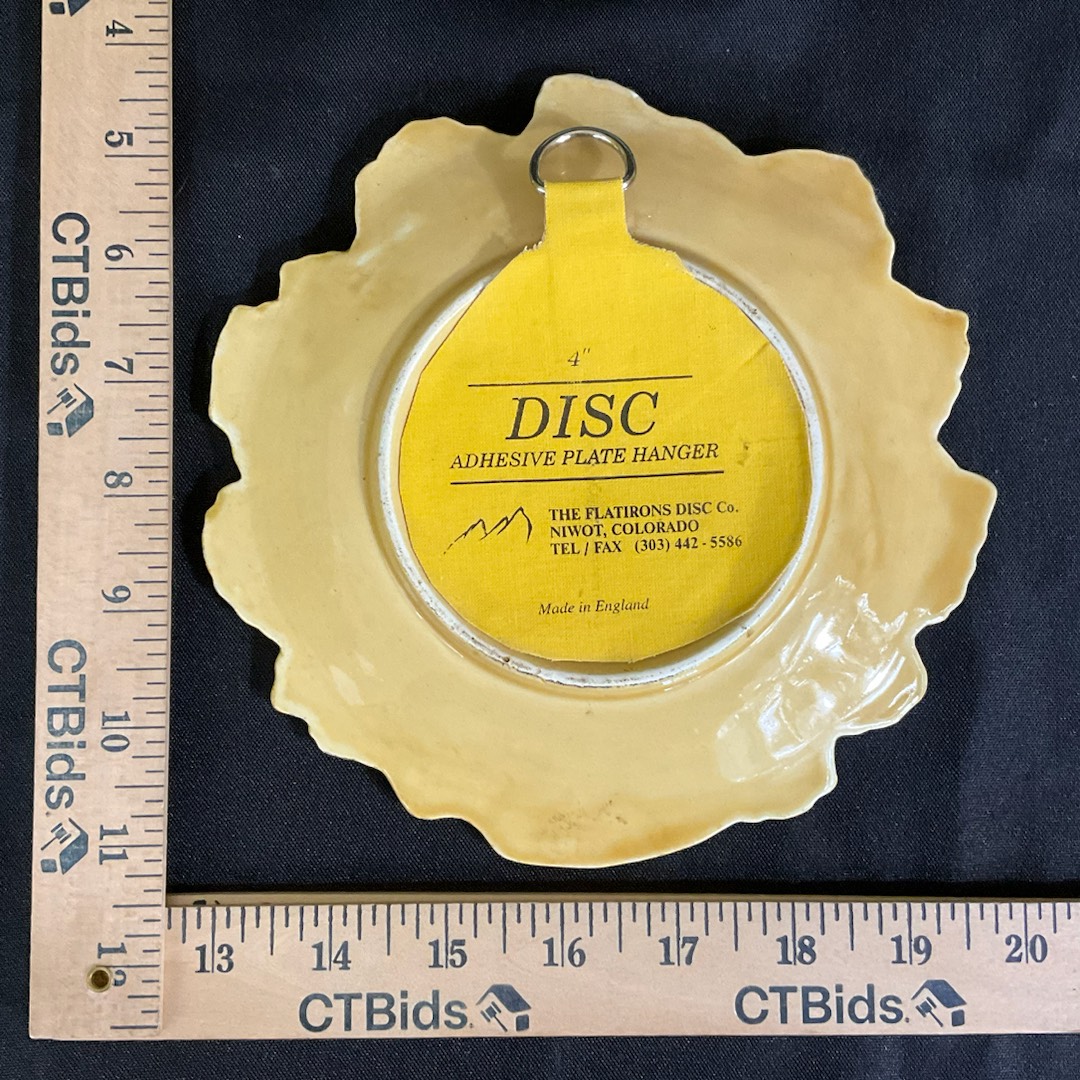 4
5
6
7
8
9
10
11
12
CTBids.
CTBids.
4"
DISC
ADHESIVE PLATE HANGER
THE FLATIRONS DISC Co.
NIWOT, COLORADO
TEL / FAX (303) 442 - 5586
Made in England
13 14 15 16 17 18 19 20
CTBids. CTBids.